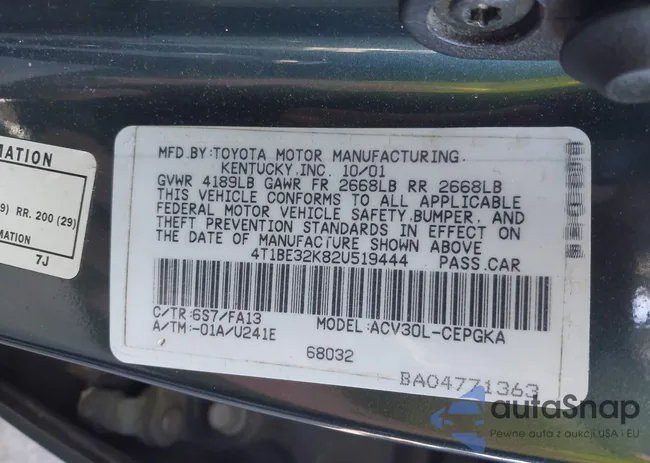 MFD.BY:TOYOTA MOTOR MANUFACTURING.
KENTUCKY.INC. 10/01
GVWR 4189LB GAWR FR 2668LB RR 2668LB
THIS VEHICLE CONFORMS TO ALL APPLICABLE
FEDERAL MOTOR VEHICLE SAFETY,BUMPER, AND
THEFT PREVENTION STANDARDS IN EFFECT ON
THE DATE OF MANUFACTURE SHOWN ABOVE
4T1BE32K82U519444 PASS.CAR
C/TR:6S7/FA13 MODEL:ACV30L-CEPGKA
A/TM:-01A/U241E
68032
BA04771363
MATION
9) RR. 200 (29)
MATION
7J
autaSnap
Pewne auta z aukcji USA i EU